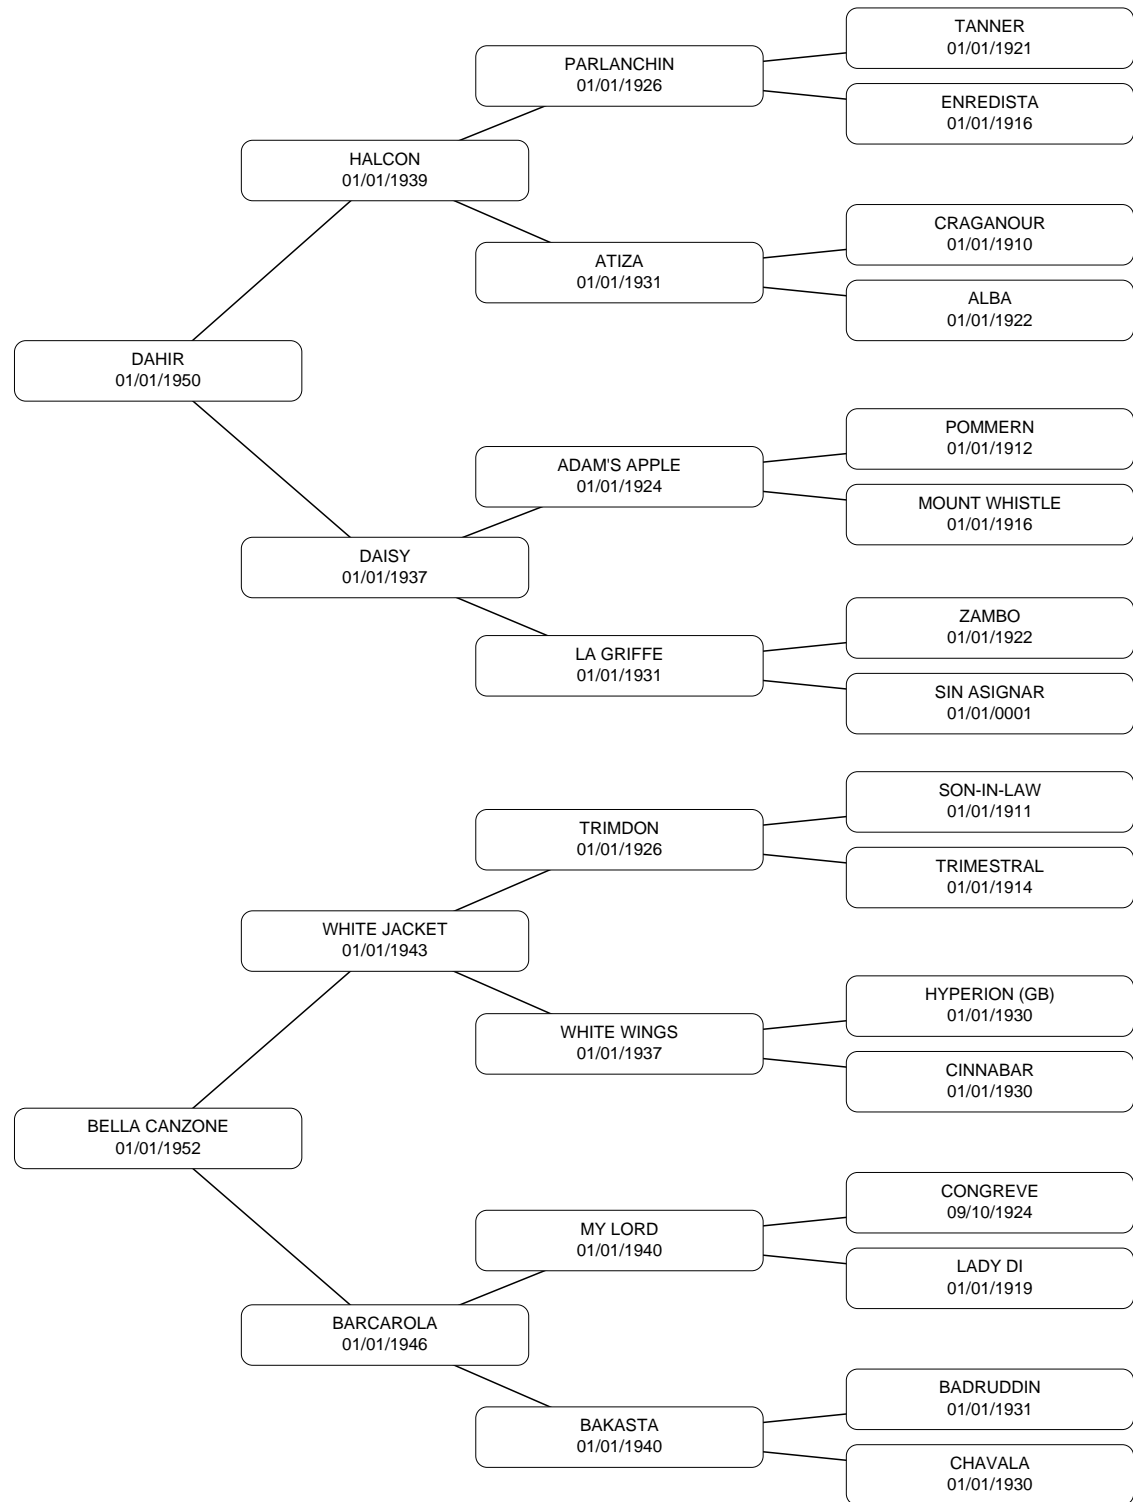 TANNER
01/01/1921
PARLANCHIN
01/01/1926
ENREDISTA
01/01/1916
HALCON
01/01/1939
CRAGANOUR
01/01/1910
ATIZA
01/01/1931
ALBA
01/01/1922
DAHIR
01/01/1950
POMMERN
01/01/1912
ADAM'S APPLE
01/01/1924
MOUNT WHISTLE
01/01/1916
DAISY
01/01/1937
ZAMBO
01/01/1922
LA GRIFFE
01/01/1931
SIN ASIGNAR
01/01/0001
SON-IN-LAW
01/01/1911
TRIMDON
01/01/1926
TRIMESTRAL
01/01/1914
WHITE JACKET
01/01/1943
HYPERION (GB)
01/01/1930
WHITE WINGS
01/01/1937
CINNABAR
01/01/1930
BELLA CANZONE
01/01/1952
CONGREVE
09/10/1924
MY LORD
01/01/1940
LADY DI
01/01/1919
BARCAROLA
01/01/1946
BADRUDDIN
01/01/1931
BAKASTA
01/01/1940
CHAVALA
01/01/1930